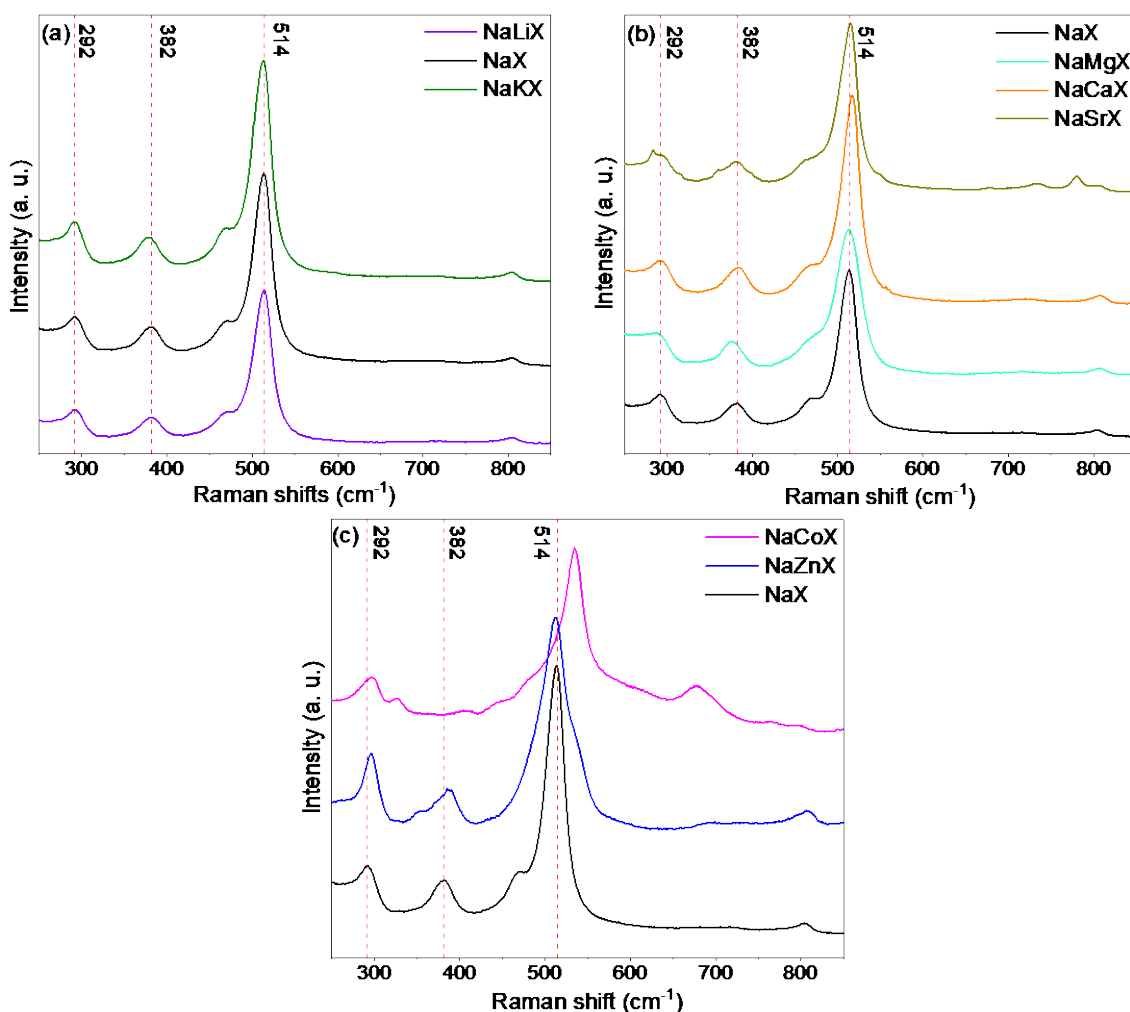 (a)
292
382
514
NaLiX
NaX
NaKX
Intensity (a. u.)
300 400 500 600 700 800
Raman shifts (cm⁻¹)
(b)
292
382
514
NaX
NaMgX
NaCaX
NaSrX
Intensity (a. u.)
300 400 500 600 700 800
Raman shift (cm⁻¹)
(c)
292
382
514
NaCoX
NaZnX
NaX
Intensity (a. u.)
300 400 500 600 700 800
Raman shift (cm⁻¹)